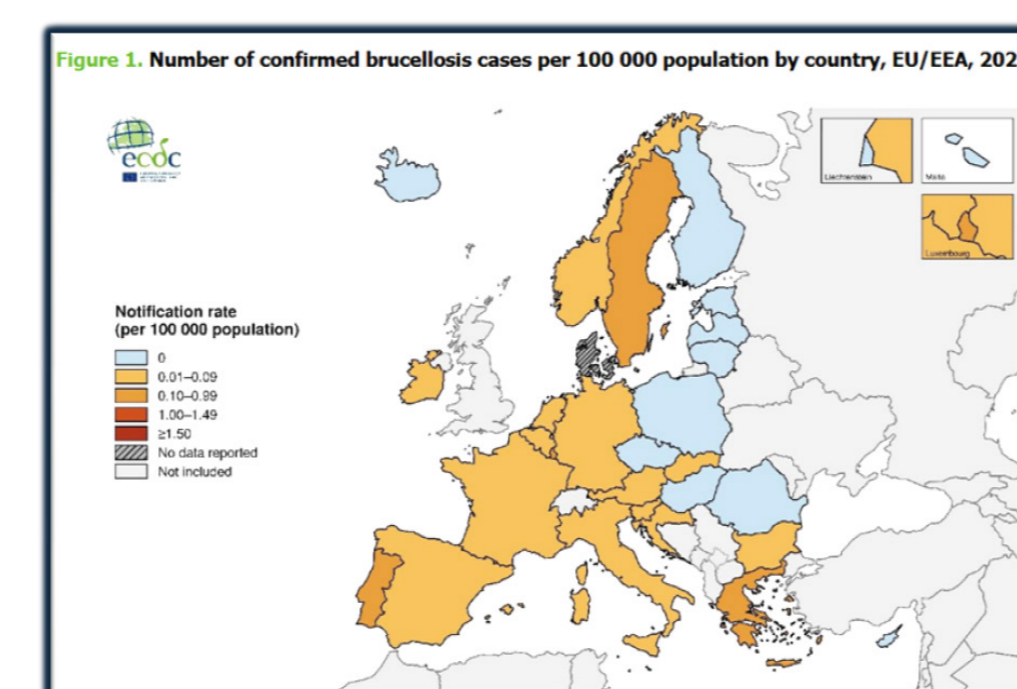 Figure 1. Number of confirmed brucellosis cases per 100 000 population by country, EU/EEA, 202
ecdc
Liechtenstein
Malta
Luxembourg
Notification rate
(per 100 000 population)
0
0.01–0.09
0.10–0.99
1.00–1.49
≥1.50
No data reported
Not included